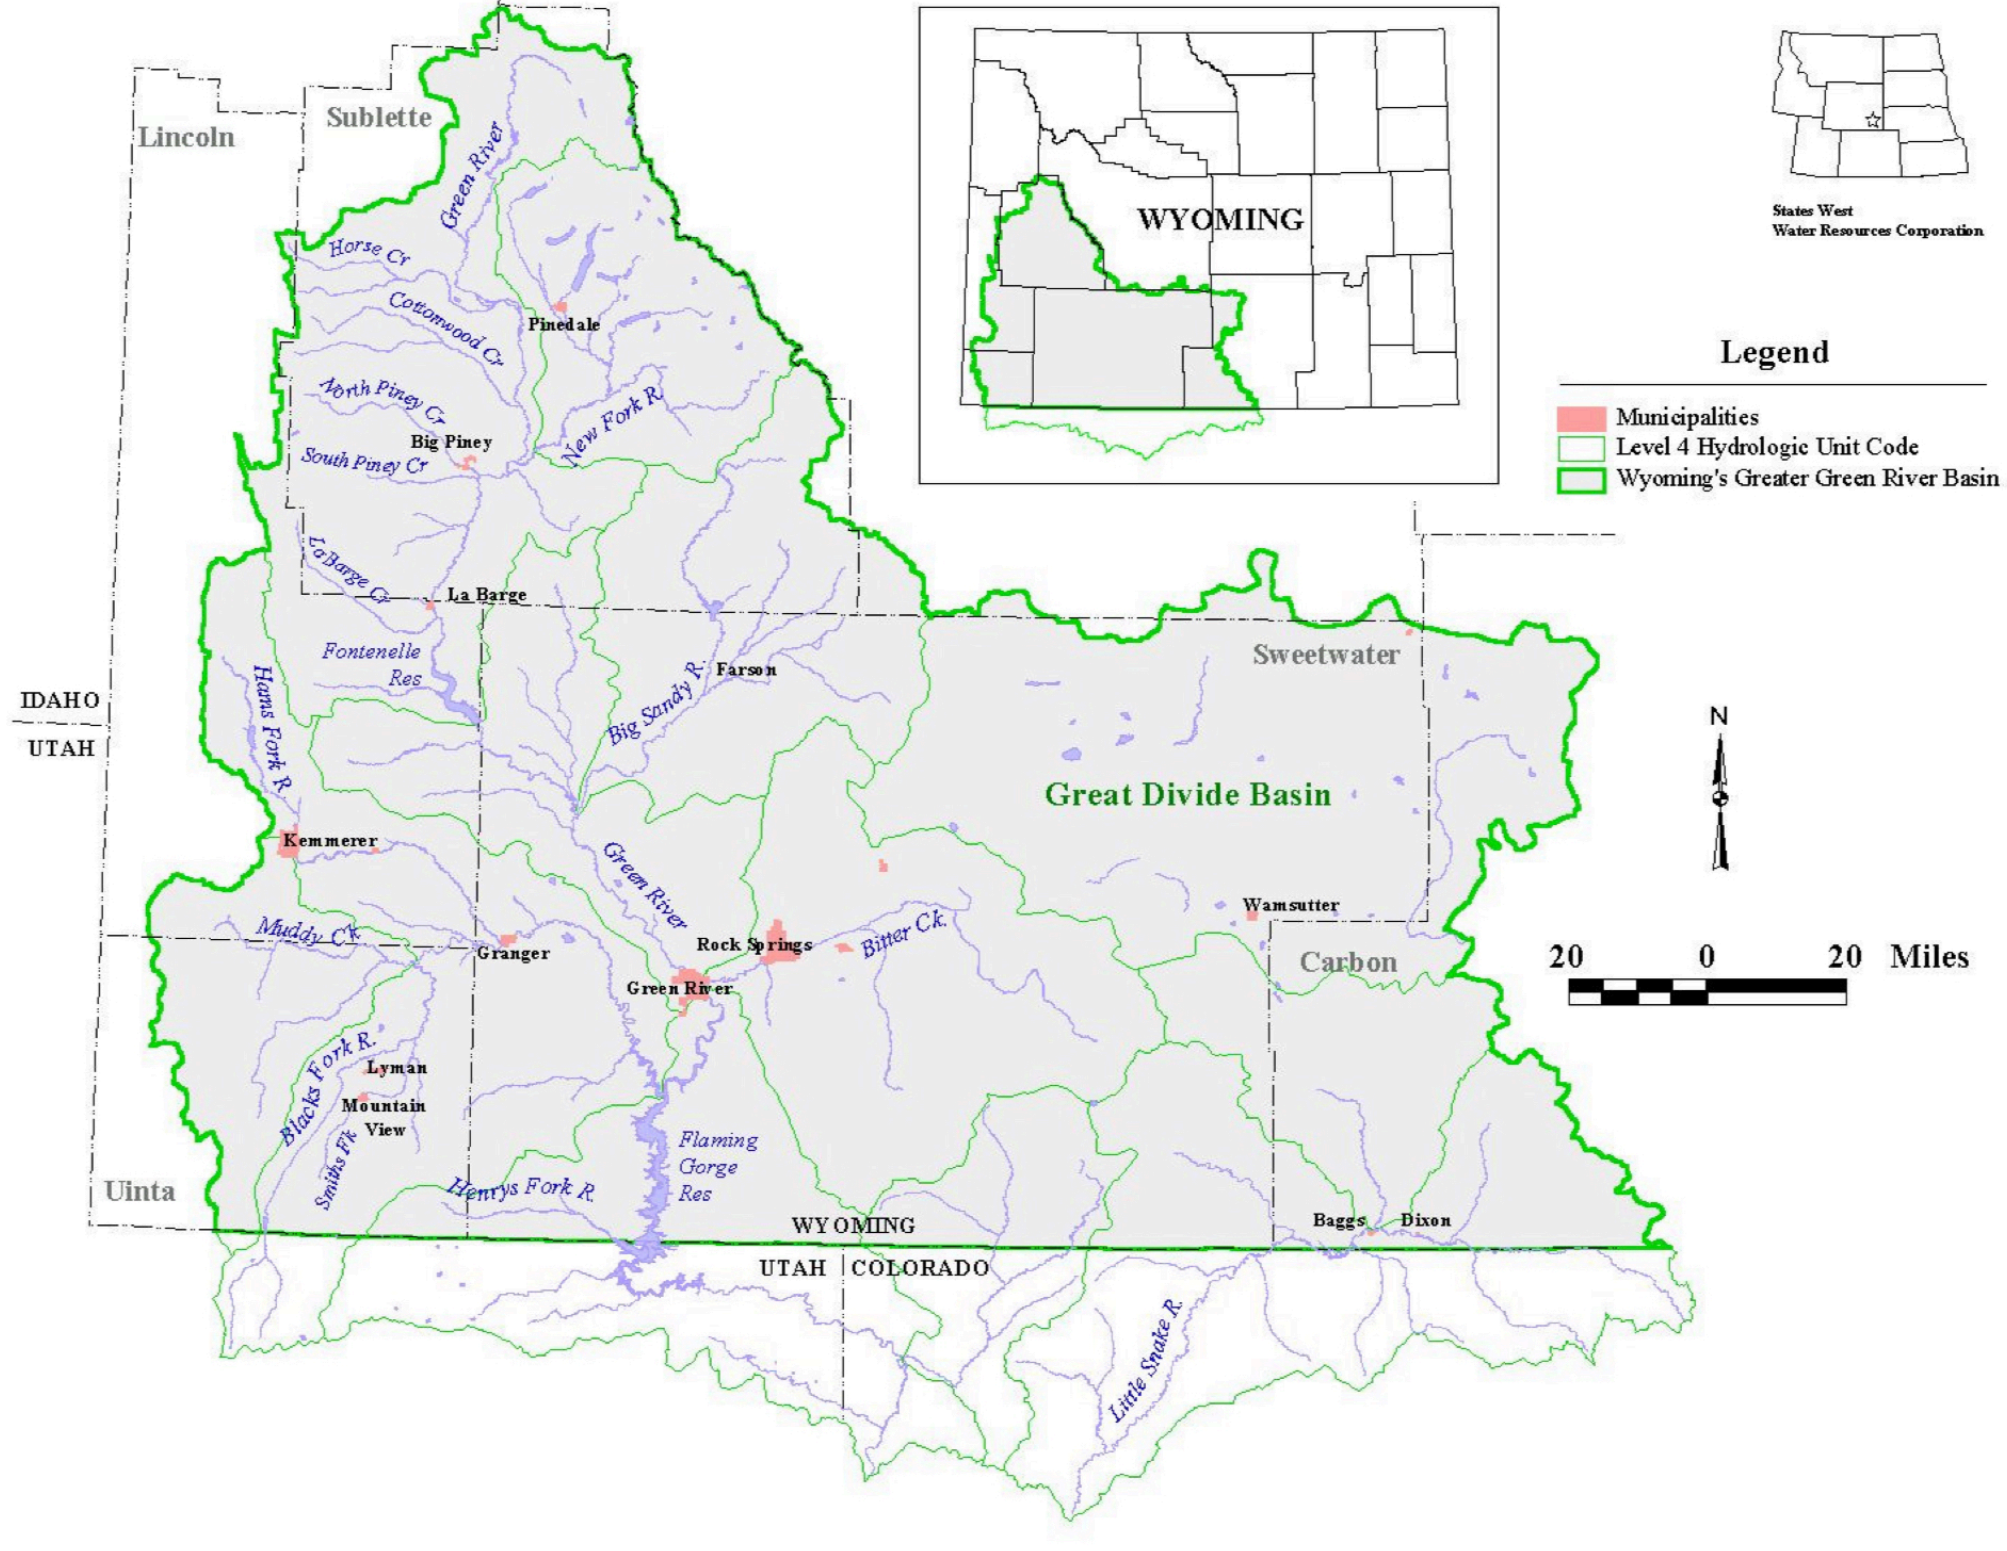 Lincoln
Sublette
Green River
Horse Cr
Cottonwood Cr
Pinedale
North Piney Cr
Big Piney
South Piney Cr
New Fork R.
LaBarge Cr
La Barge
Fontenelle
Res
Hams Fork R.
Big Sandy R.
Farson
Sweetwater
IDAHO
UTAH
Great Divide Basin
Kemmerer
Green River
Muddy Ck
Granger
Rock Springs
Bitter Ck.
Wamsutter
Green River
Carbon
Blacks Fork R.
Lyman
Mountain
View
Smiths Fk
Flaming
Gorge
Res
Uinta
Henrys Fork R.
WYOMING
Baggs
Dixon
UTAH
COLORADO
Little Snake R.
WYOMING
States West
Water Resources Corporation
Legend
Municipalities
Level 4 Hydrologic Unit Code
Wyoming's Greater Green River Basin
N
20 0 20 Miles